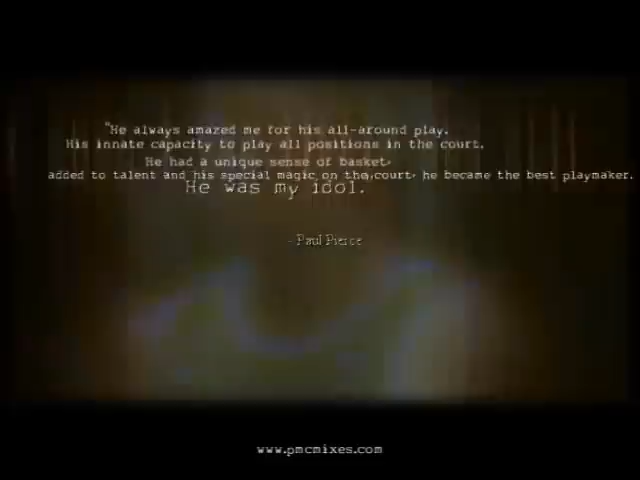 "He always amazed me for his all-around play.
His innate capacity to play all positions in the court.
He had a unique sense of basket,
added to talent and his special magic on the court, he became the best playmaker.
He was my idol.
- Paul Pierce
www.pmcmixes.com